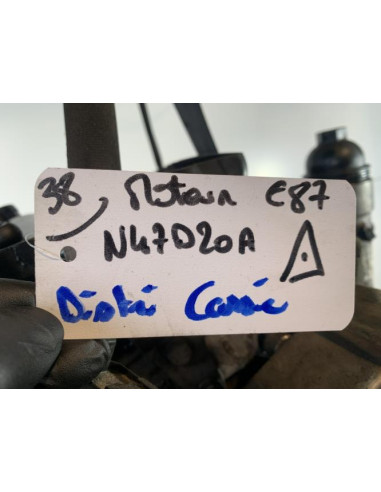 38 Moteur E87
N47D20A
Distri Cassée